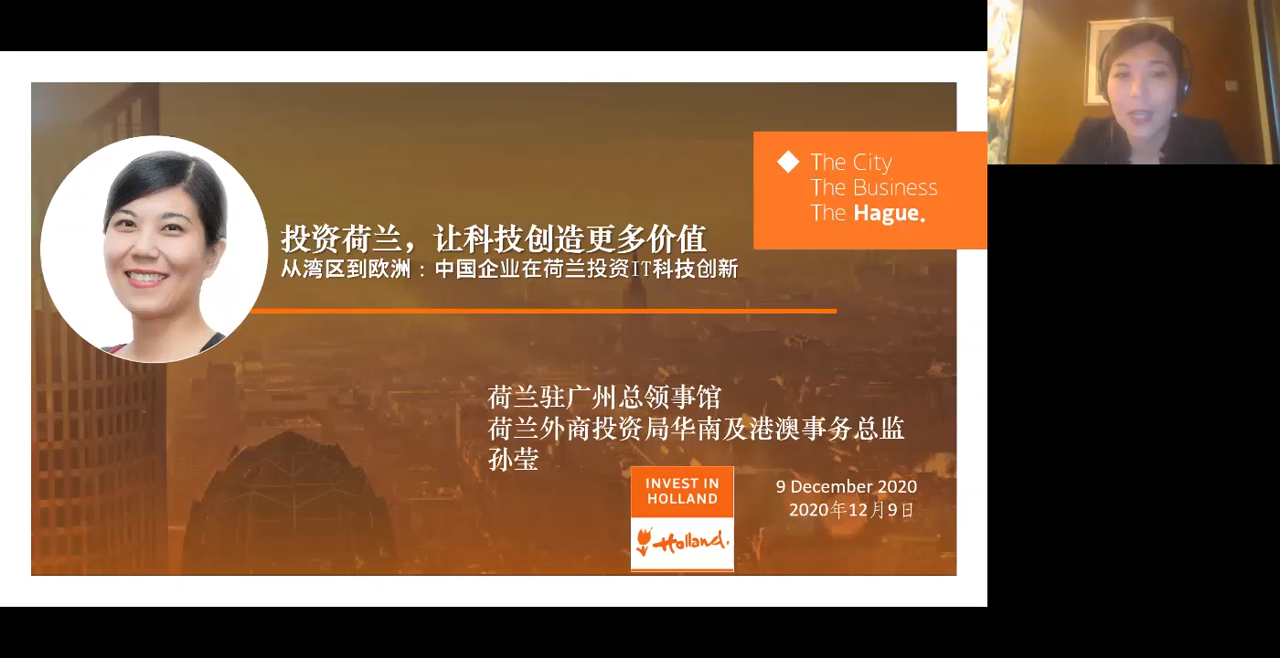 The City
The Business
The Hague.
投资荷兰，让科技创造更多价值
从湾区到欧洲：中国企业在荷兰投资IT科技创新
荷兰驻广州总领事馆
荷兰外商投资局华南及港澳事务总监
孙莹
INVEST IN
HOLLAND
Holland.
9 December 2020
2020年12月9日